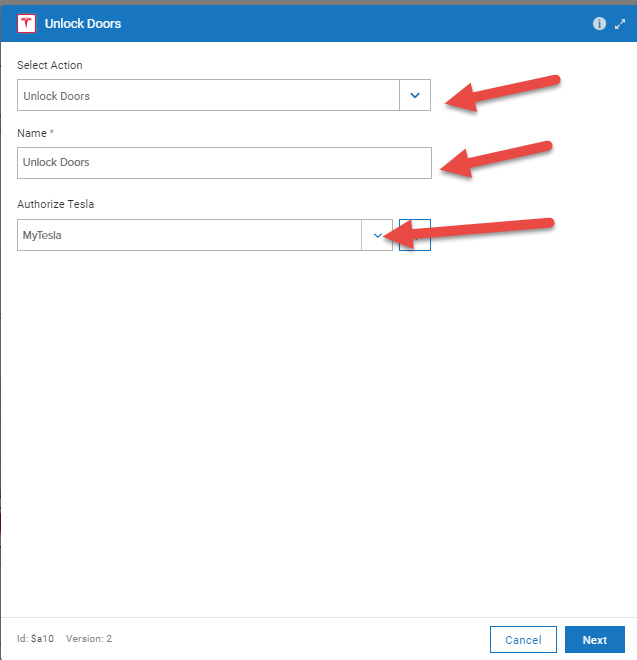 Unlock Doors
Select Action
Unlock Doors
Name *
Unlock Doors
Authorize Tesla
MyTesla
Id: $a10 Version: 2
Cancel Next